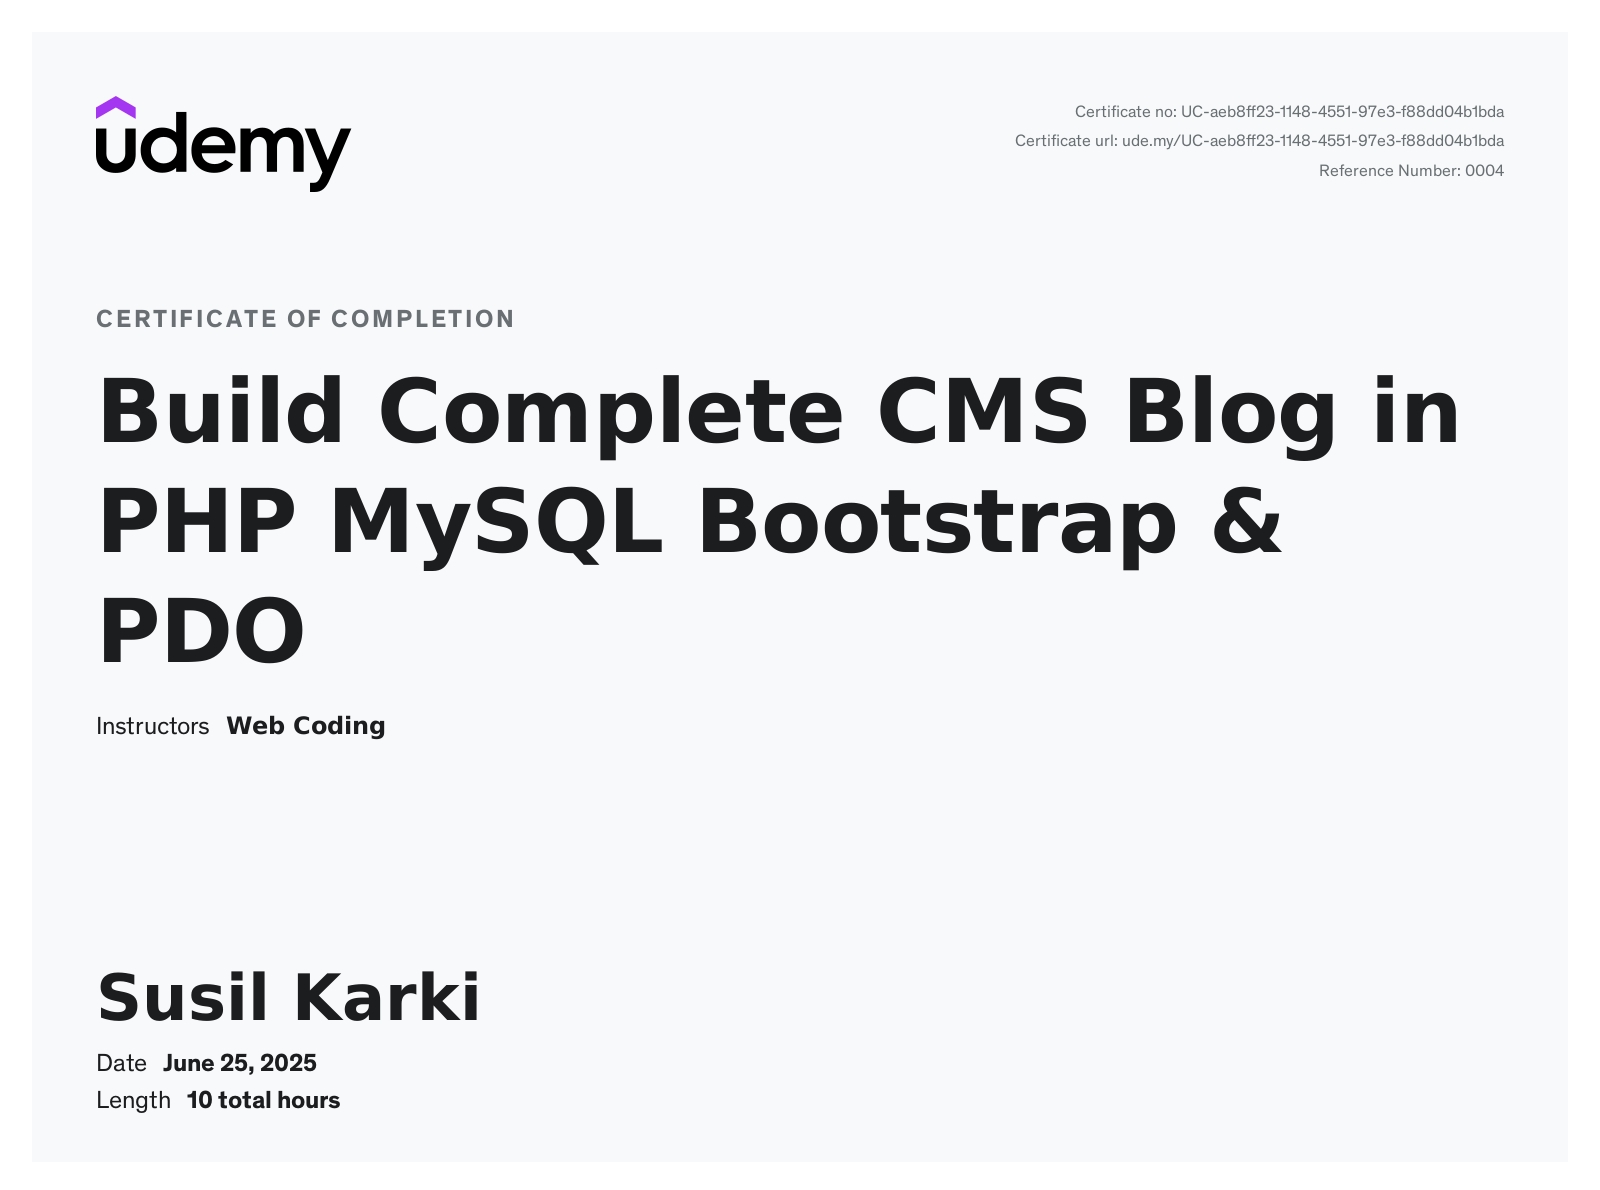 udemy
Certificate no: UC-aeb8ff23-1148-4551-97e3-f88dd04b1bda
Certificate url: ude.my/UC-aeb8ff23-1148-4551-97e3-f88dd04b1bda
Reference Number: 0004
CERTIFICATE OF COMPLETION
Build Complete CMS Blog in
PHP MySQL Bootstrap &
PDO
Instructors Web Coding
Susil Karki
Date June 25, 2025
Length 10 total hours